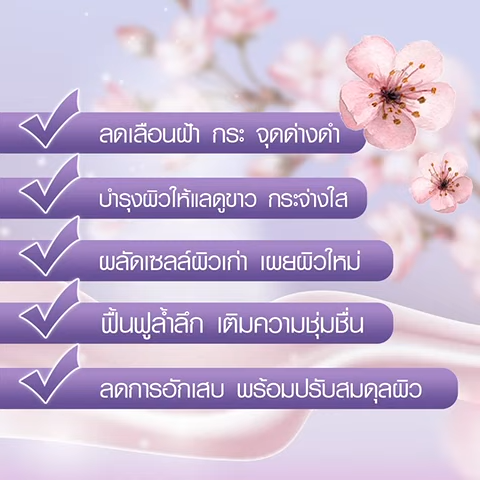 ลดเลือนฝ้า กระ จุดด่างดำ
บำรุงผิวให้แลดูขาว กระจ่างใส
ผลัดเซลล์ผิวเก่า เผยผิวใหม่
ฟื้นฟูล้ำลึก เติมความชุ่มชื่น
ลดการอักเสบ พร้อมปรับสมดุลผิว